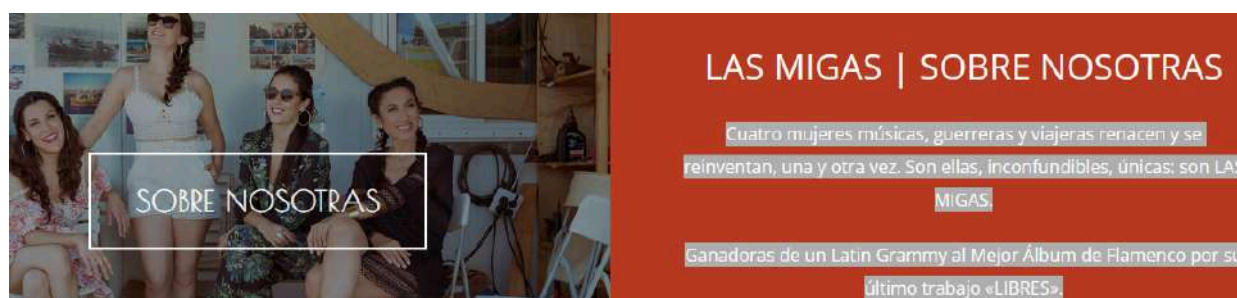 SOBRE NOSOTRAS
LAS MIGAS | SOBRE NOSOTRAS
Cuatro mujeres músicas, guerreras y viajeras renacen y se
reinventan, una y otra vez. Son ellas, inconfundibles, únicas: son LAS
MIGAS.
Ganadoras de un Latin Grammy al Mejor Álbum de Flamenco por su
último trabajo «LIBRES».